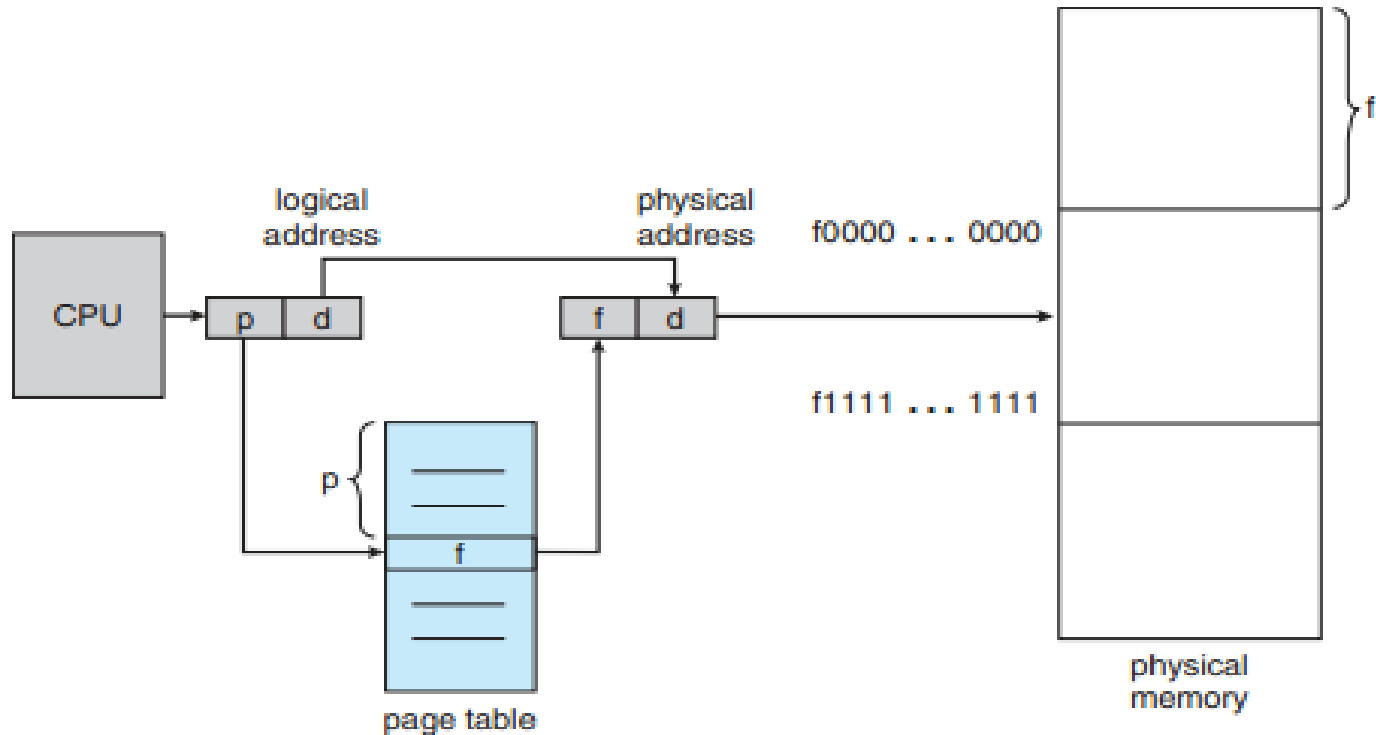 f
logical
address
physical
address
f0000 ... 0000
CPU
p
d
f
d
f1111 ... 1111
p
f
physical
memory
page table